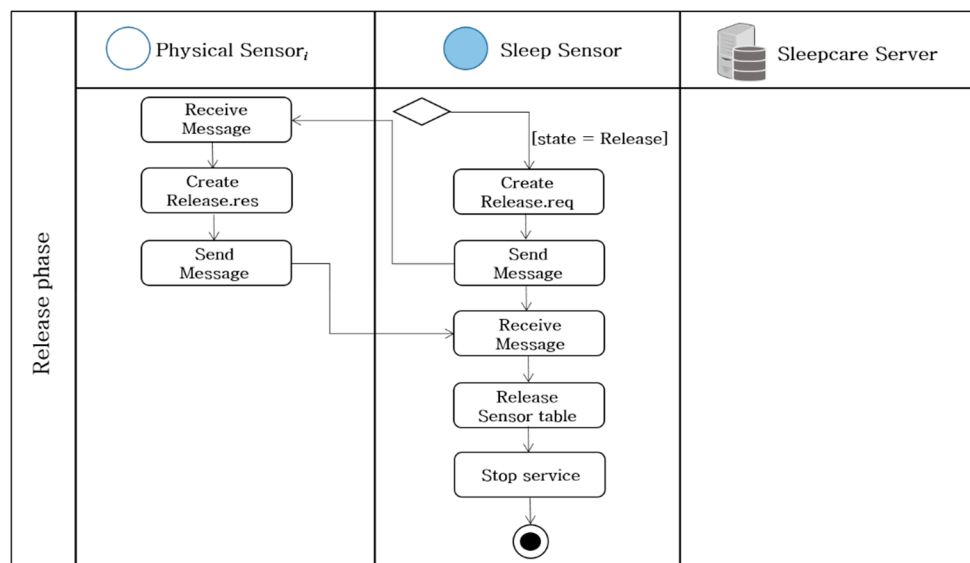 Physical Sensorᵢ
Sleep Sensor
Sleepcare Server
Release phase
Receive
Message
Create
Release.res
Send
Message
[state = Release]
Create
Release.req
Send
Message
Receive
Message
Release
Sensor table
Stop service